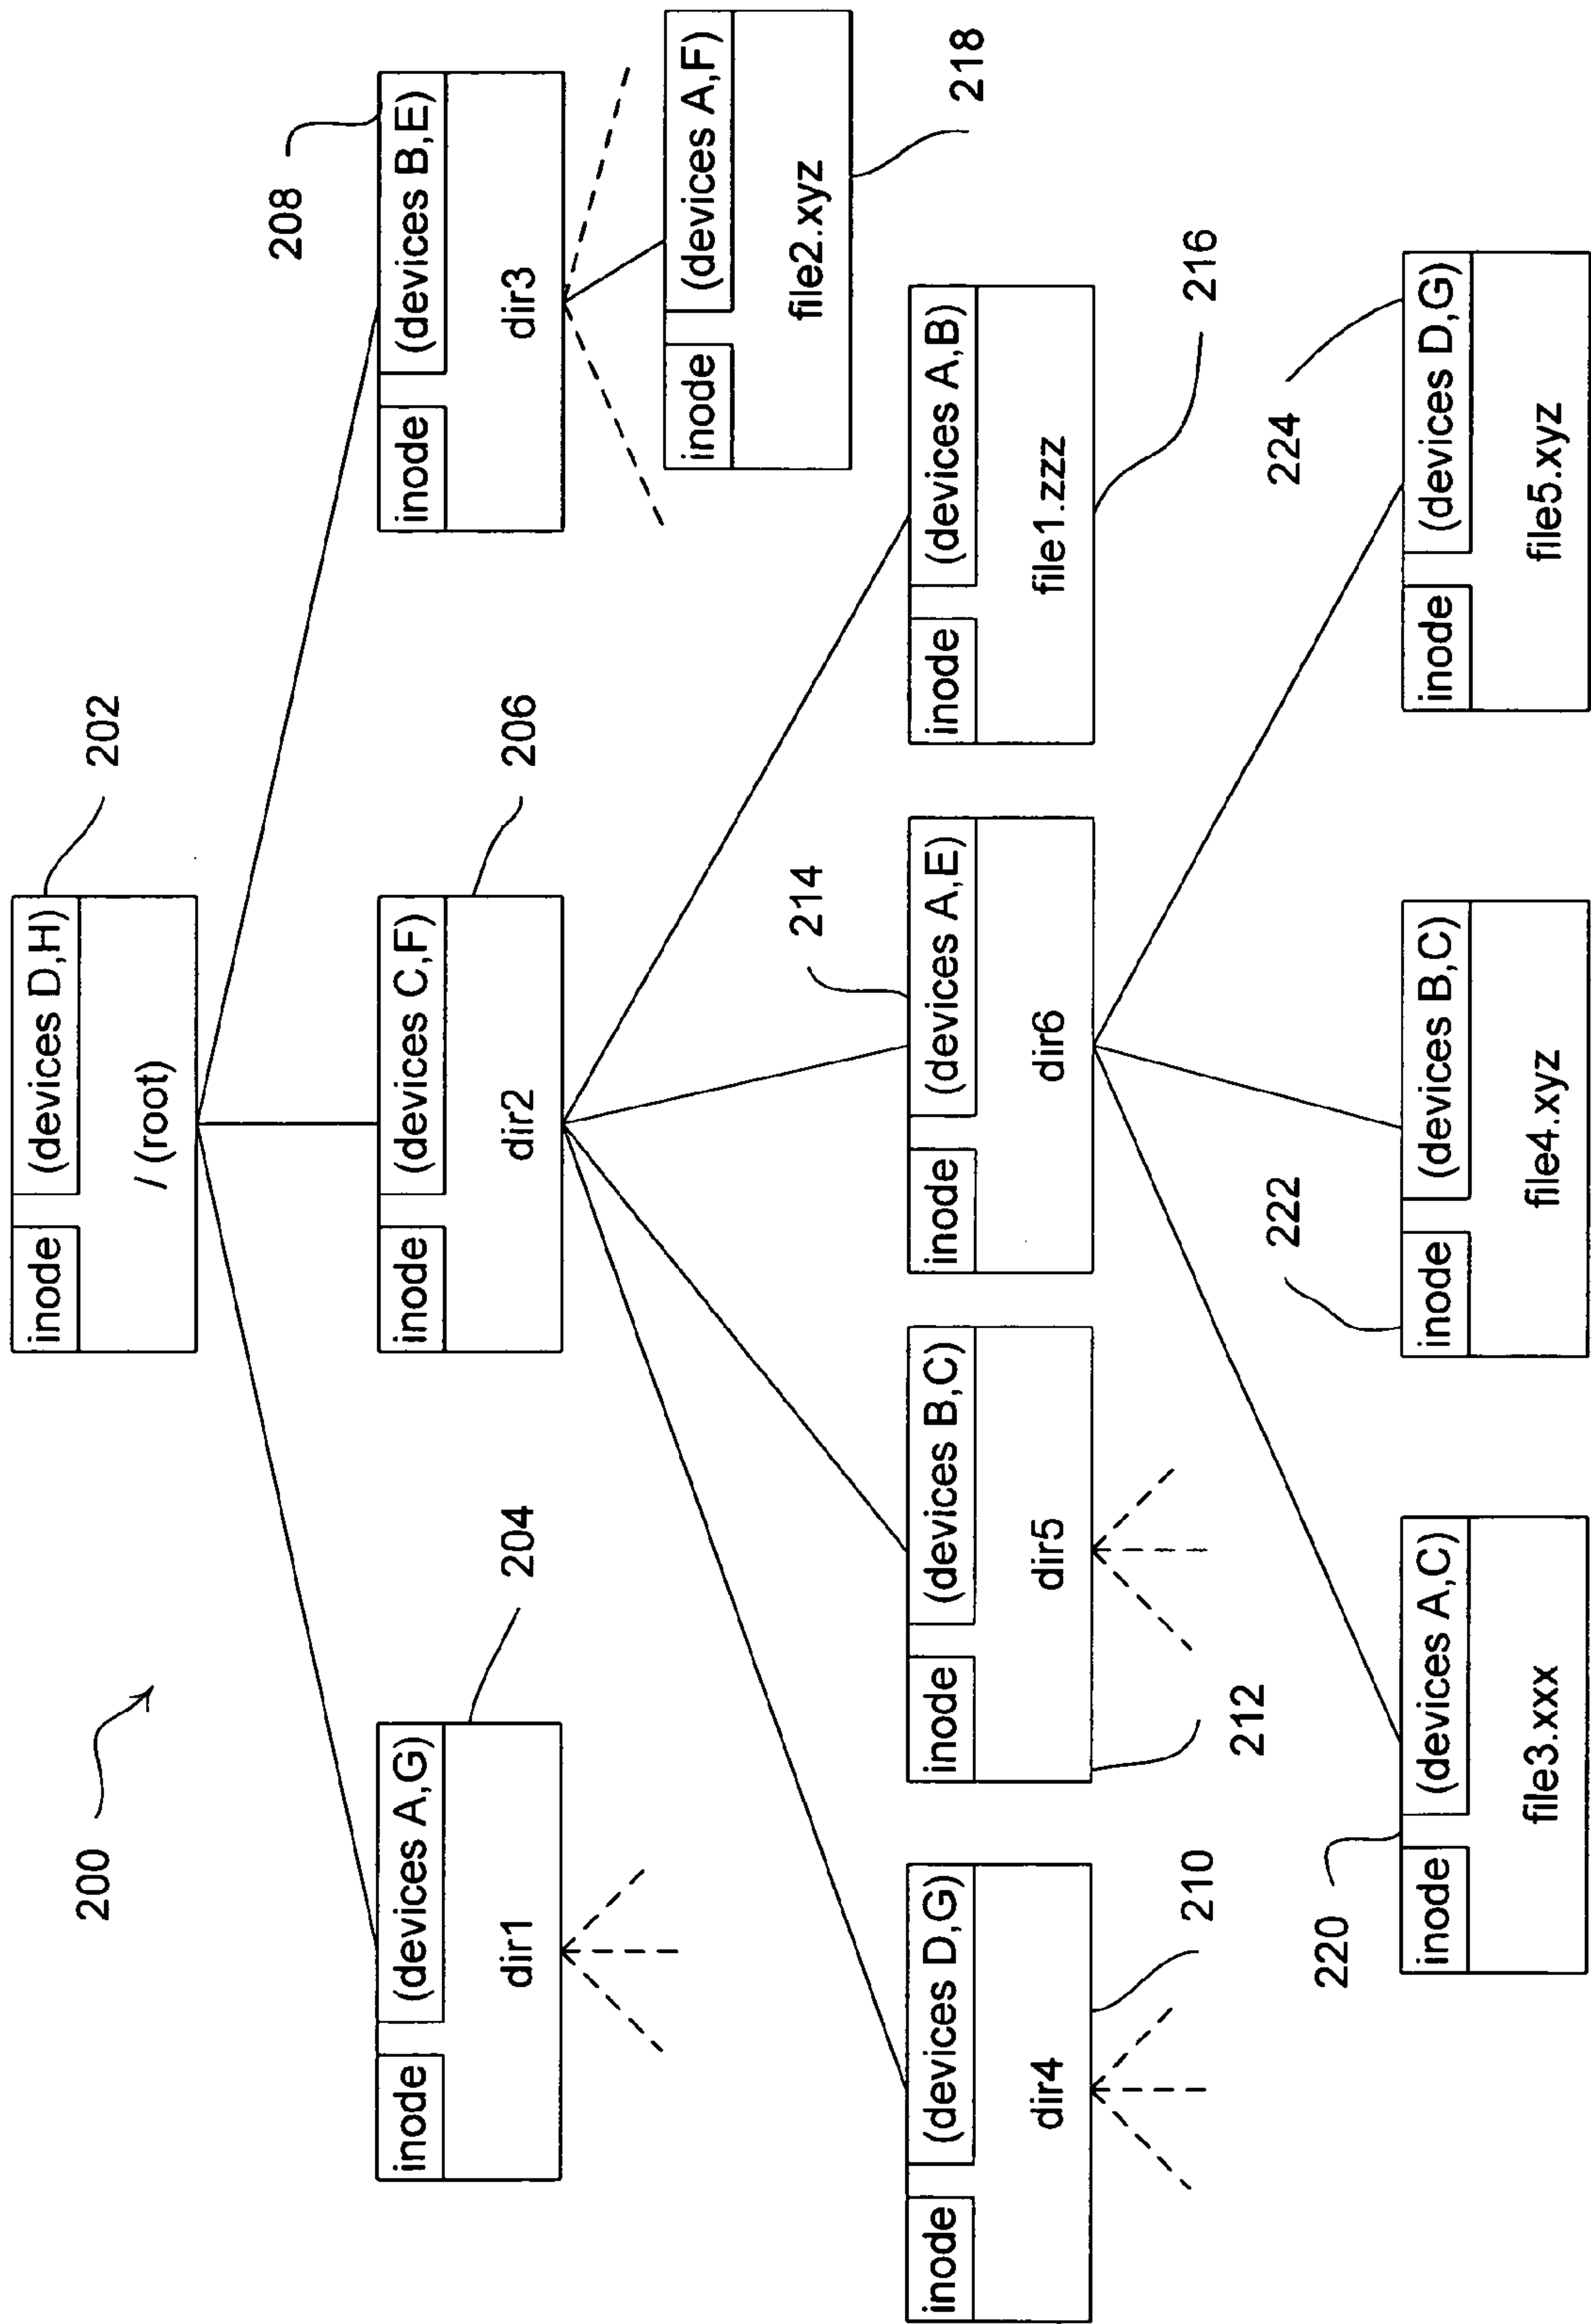 200
202
inode (devices D,H)
/ (root)
204
inode (devices A,G)
dir1
206
inode (devices C,F)
dir2
208
inode (devices B,E)
dir3
inode (devices A,F)
file2.xyz
218
210
inode (devices D,G)
dir4
212
inode (devices B,C)
dir5
214
inode (devices A,E)
dir6
inode (devices A,B)
file1.zzz
216
220
inode (devices A,C)
file3.xxx
222
inode (devices B,C)
file4.xyz
224
inode (devices D,G)
file5.xyz